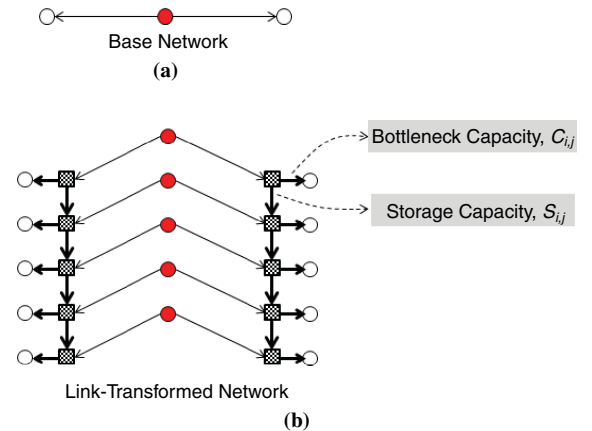 Base Network
(a)
Bottleneck Capacity, C_{i,j}
Storage Capacity, S_{i,j}
Link-Transformed Network
(b)